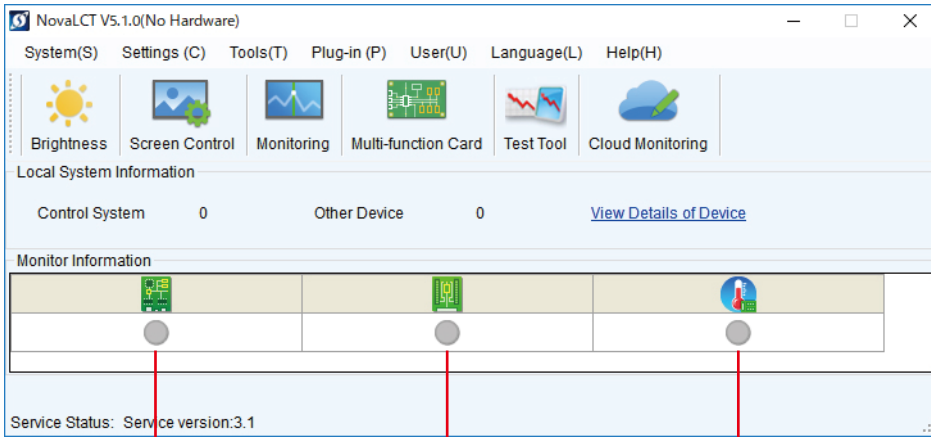 NovaLCT V5.1.0(No Hardware)
System(S) Settings (C) Tools(T) Plug-in (P) User(U) Language(L) Help(H)
Brightness Screen Control Monitoring Multi-function Card Test Tool Cloud Monitoring
Local System Information
Control System 0 Other Device 0 View Details of Device
Monitor Information
Service Status: Service version:3.1